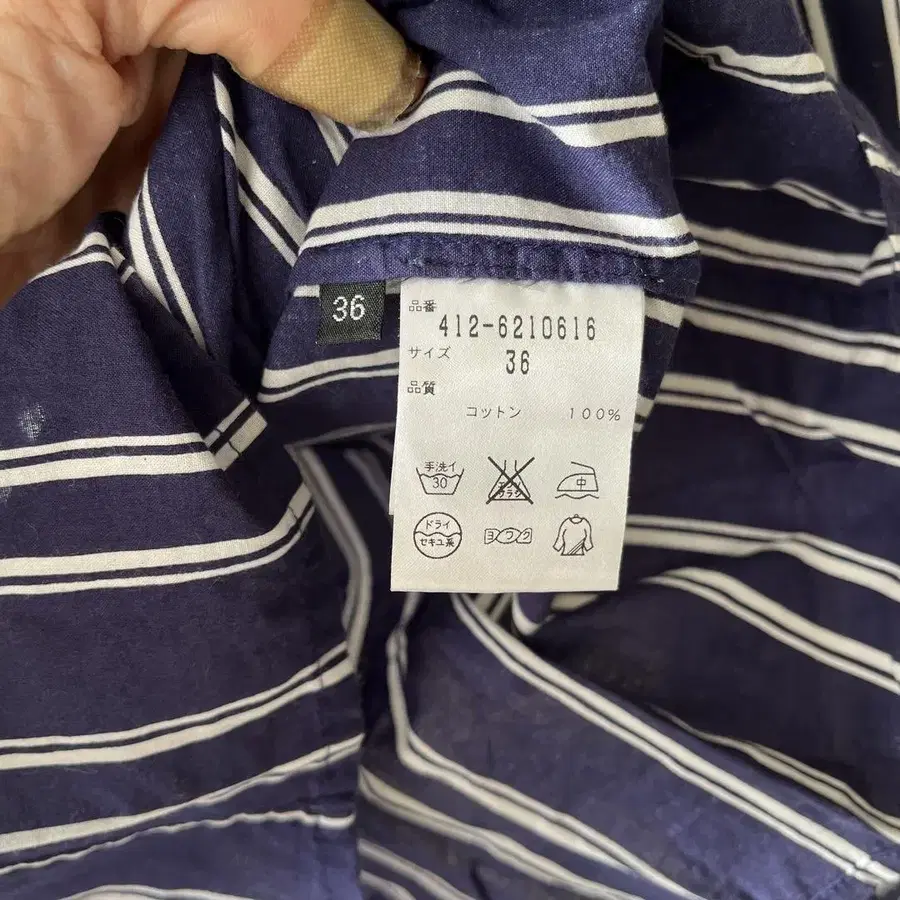 36
品番
412-6210616
サイズ
36
品質
コットン 100%
手洗イ
30
エンソ
サラシ
中
ドライ
セキユ系
ヨワク